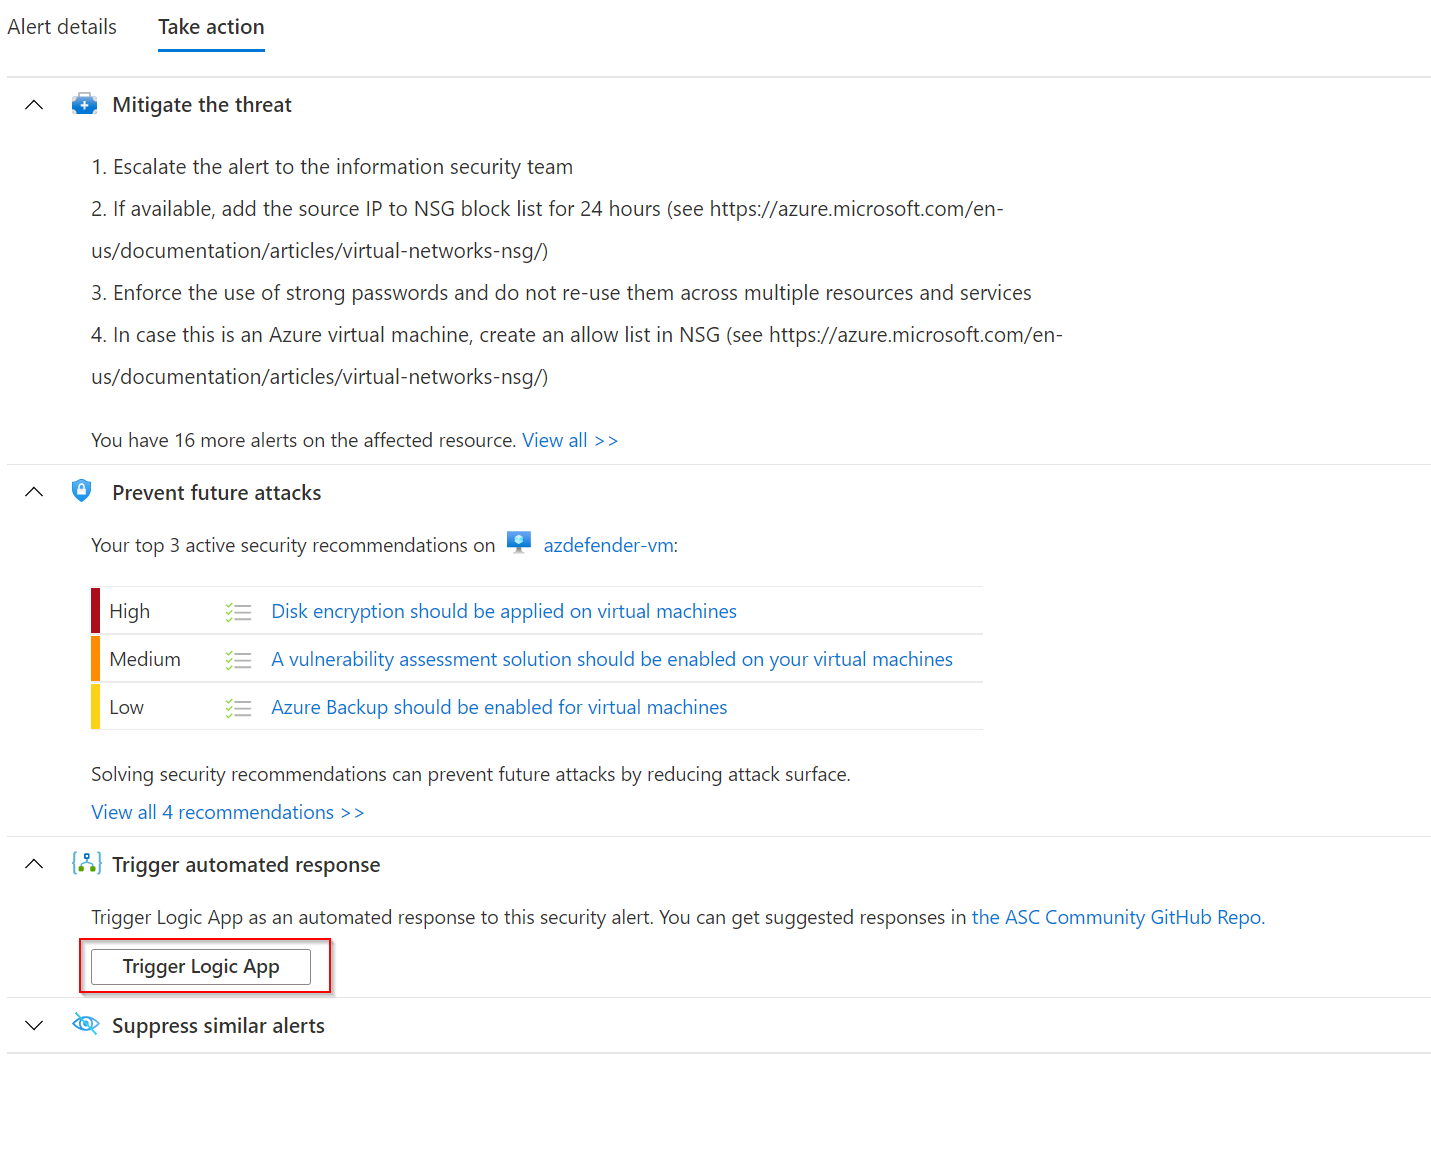 Alert details Take action
Mitigate the threat
1. Escalate the alert to the information security team
2. If available, add the source IP to NSG block list for 24 hours (see https://azure.microsoft.com/en-
us/documentation/articles/virtual-networks-nsg/)
3. Enforce the use of strong passwords and do not re-use them across multiple resources and services
4. In case this is an Azure virtual machine, create an allow list in NSG (see https://azure.microsoft.com/en-
us/documentation/articles/virtual-networks-nsg/)
You have 16 more alerts on the affected resource. View all >>
Prevent future attacks
Your top 3 active security recommendations on azdefender-vm:
High Disk encryption should be applied on virtual machines
Medium A vulnerability assessment solution should be enabled on your virtual machines
Low Azure Backup should be enabled for virtual machines
Solving security recommendations can prevent future attacks by reducing attack surface.
View all 4 recommendations >>
Trigger automated response
Trigger Logic App as an automated response to this security alert. You can get suggested responses in the ASC Community GitHub Repo.
Trigger Logic App
Suppress similar alerts